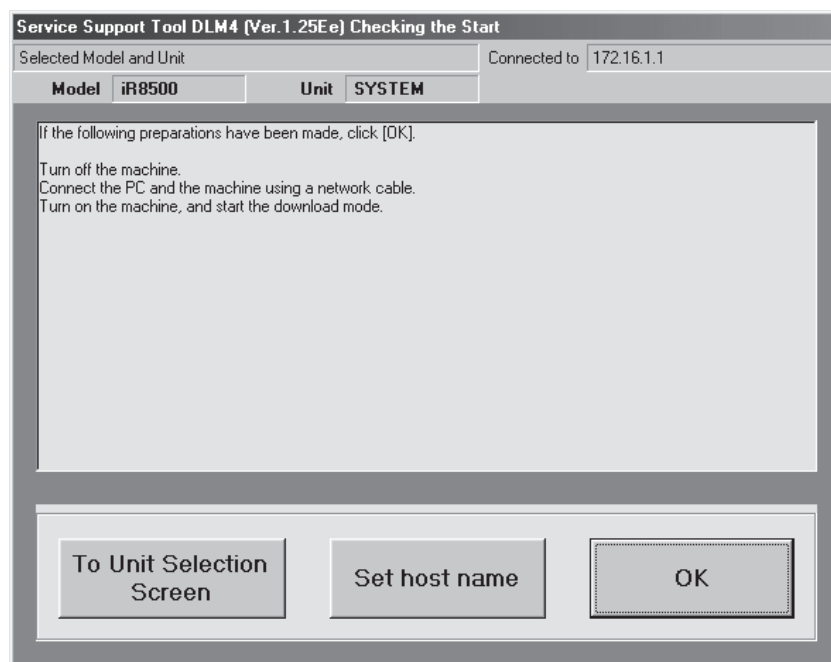 Service Support Tool DLM4 (Ver.1.25Ee) Checking the St
Selected Model and Unit Connected to 172.16.1.1
Model iR8500 Unit SYSTEM
If the following preparations have been made, click [OK].
Turn off the machine.
Connect the PC and the machine using a network cable.
Turn on the machine, and start the download mode.
To Unit Selection
Screen
Set host name
OK